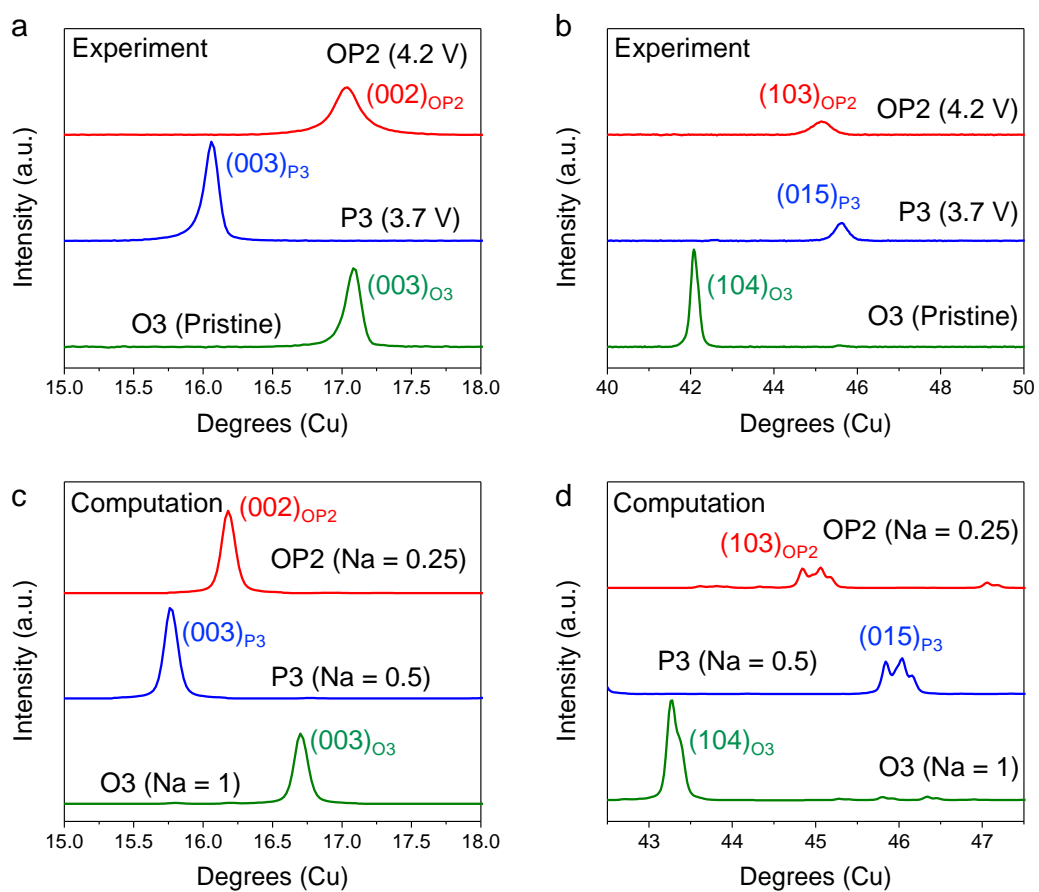 a
Experiment
OP2 (4.2 V)
(002)OP2
(003)P3
P3 (3.7 V)
(003)O3
O3 (Pristine)
Intensity (a.u.)
15.0 15.5 16.0 16.5 17.0 17.5 18.0
Degrees (Cu)
b
Experiment
(103)OP2
OP2 (4.2 V)
(015)P3
P3 (3.7 V)
(104)O3
O3 (Pristine)
Intensity (a.u.)
40 42 44 46 48 50
Degrees (Cu)
c
Computation
(002)OP2
OP2 (Na = 0.25)
(003)P3
P3 (Na = 0.5)
(003)O3
O3 (Na = 1)
Intensity (a.u.)
15.0 15.5 16.0 16.5 17.0 17.5 18.0
Degrees (Cu)
d
Computation
OP2 (Na = 0.25)
(103)OP2
(015)P3
P3 (Na = 0.5)
(104)O3
O3 (Na = 1)
Intensity (a.u.)
43 44 45 46 47
Degrees (Cu)